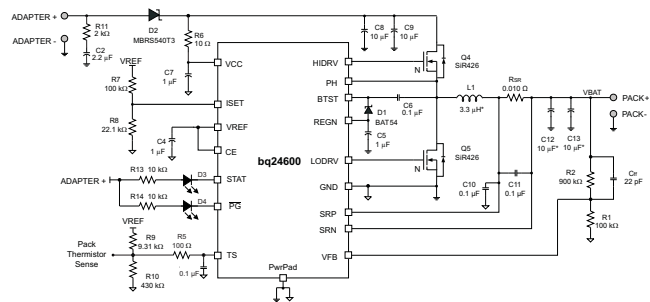 ADAPTER +
ADAPTER -
R11
2 kΩ
C2
2.2 μF
D2
MBRS540T3
R6
10 Ω
C7
1 μF
VREF
R7
100 kΩ
R8
22.1 kΩ
C4
1 μF
ADAPTER +
R13 10 kΩ
D3
R14 10 kΩ
D4
VREF
R9
9.31 kΩ
R5
100 Ω
Pack
Thermistor
Sense
R10
430 kΩ
0.1 μF
VCC
ISET
VREF
CE
STAT
PG
TS
bq24600
PwrPad
HIDRV
PH
BTST
REGN
LODRV
GND
SRP
SRN
VFB
C8
10 μF
C9
10 μF
Q4
SiR426
N
C6
0.1 μF
D1
BAT54
C5
1 μF
Q5
SiR426
N
L1
3.3 μH*
RSR
0.010 Ω
C10
0.1 μF
C11
0.1 μF
VBAT
PACK+
PACK-
C12
10 μF*
C13
10 μF*
R2
900 kΩ
Cff
22 pF
R1
100 kΩ